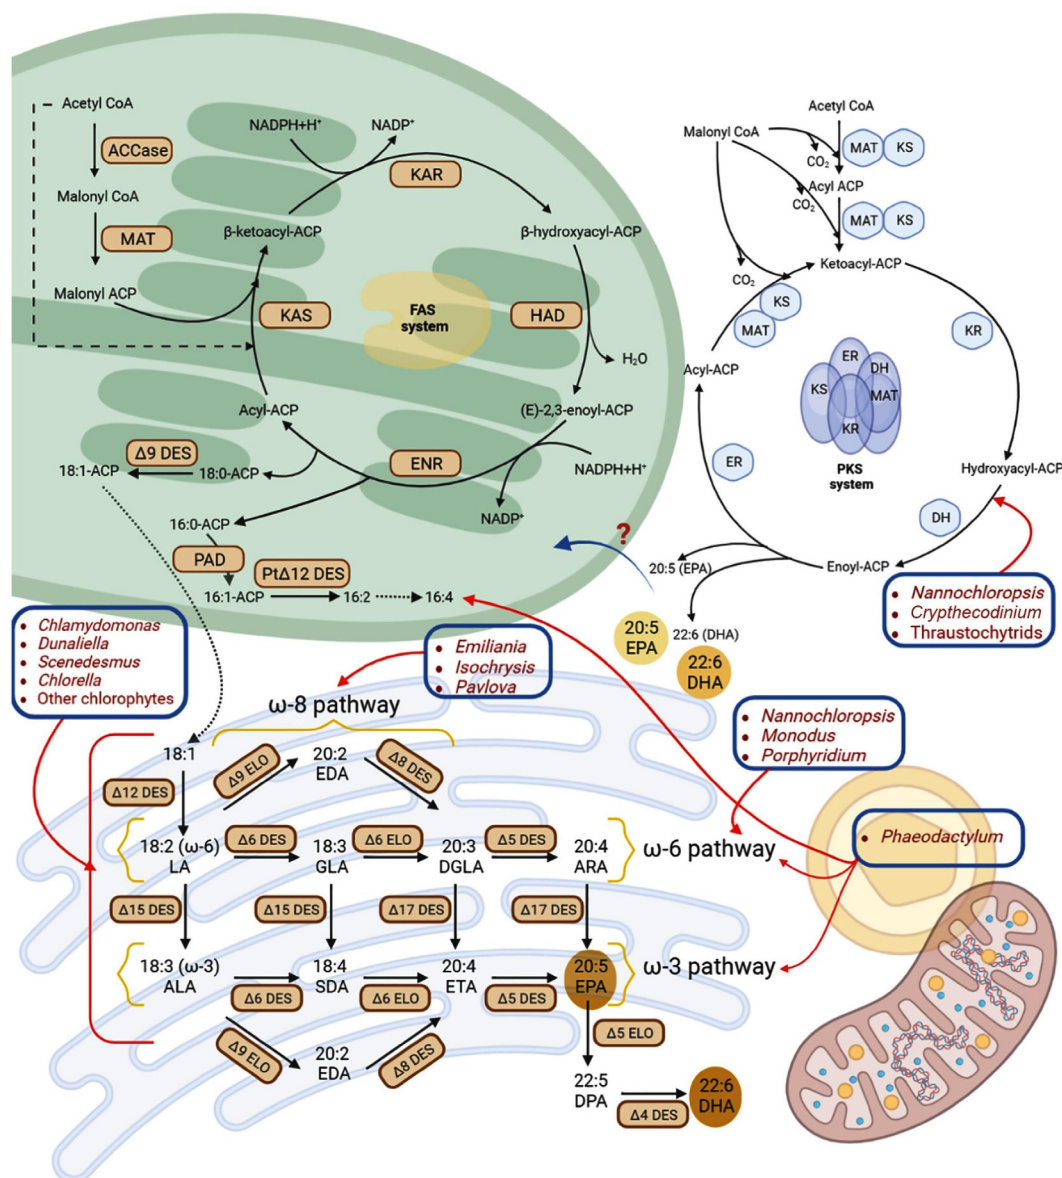 Acetyl CoA
ACCase
Malonyl CoA
MAT
Malonyl ACP
NADPH+H⁺
NADP⁺
KAR
β-ketoacyl-ACP
β-hydroxyacyl-ACP
KAS
FAS
system
HAD
H₂O
Acyl-ACP
(E)-2,3-enoyl-ACP
Δ9 DES
18:1-ACP
18:0-ACP
ENR
NADPH+H⁺
NADP⁺
16:0-ACP
PAD
PtΔ12 DES
16:1-ACP
16:2
16:4
Acetyl CoA
Malonyl CoA
MAT
KS
CO₂
Acyl ACP
CO₂
MAT
KS
CO₂
Ketoacyl-ACP
KS
MAT
KR
Acyl-ACP
ER
DH
KS
MAT
KR
PKS
system
ER
Hydroxyacyl-ACP
DH
Enoyl-ACP
?
20:5 (EPA)
20:5
EPA
22:6 (DHA)
22:6
DHA
• Nannochloropsis
• Crypthecodinium
• Thraustochytrids
• Chlamydomonas
• Dunaliella
• Scenedesmus
• Chlorella
• Other chlorophytes
• Emiliania
• Isochrysis
• Pavlova
• Nannochloropsis
• Monodus
• Porphyridium
• Phaeodactylum
ω-8 pathway
18:1
Δ9 ELO
20:2
EDA
Δ8 DES
Δ12 DES
18:2 (ω-6)
LA
Δ6 DES
18:3
GLA
Δ6 ELO
20:3
DGLA
Δ5 DES
20:4
ARA
ω-6 pathway
Δ15 DES
Δ15 DES
Δ17 DES
Δ17 DES
18:3 (ω-3)
ALA
Δ6 DES
18:4
SDA
Δ6 ELO
20:4
ETA
Δ5 DES
20:5
EPA
ω-3 pathway
Δ9 ELO
20:2
EDA
Δ8 DES
Δ5 ELO
22:5
DPA
Δ4 DES
22:6
DHA